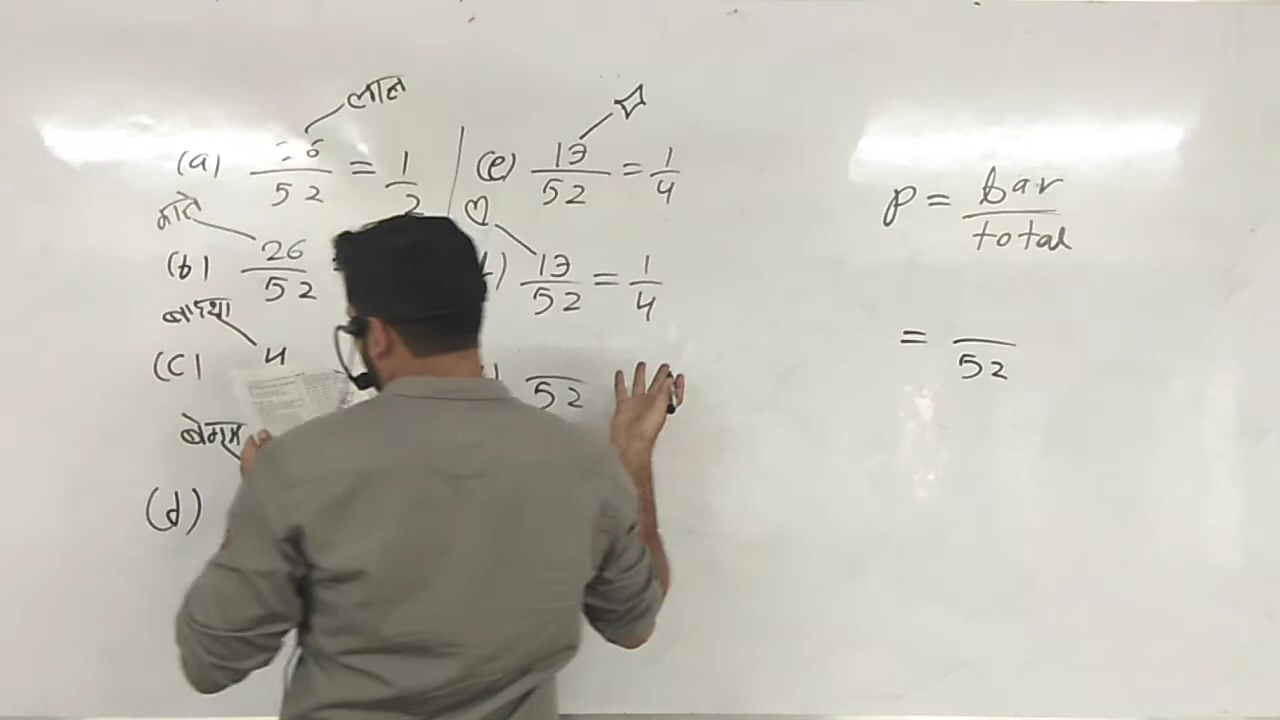 लाल
(a) 26/52 = 1/2
काले
(b) 26/52
बादशा
(c) 4
बेगम
(d)
(e) 13/52 = 1/4
13/52 = 1/4
52
P = bar/total
= /52